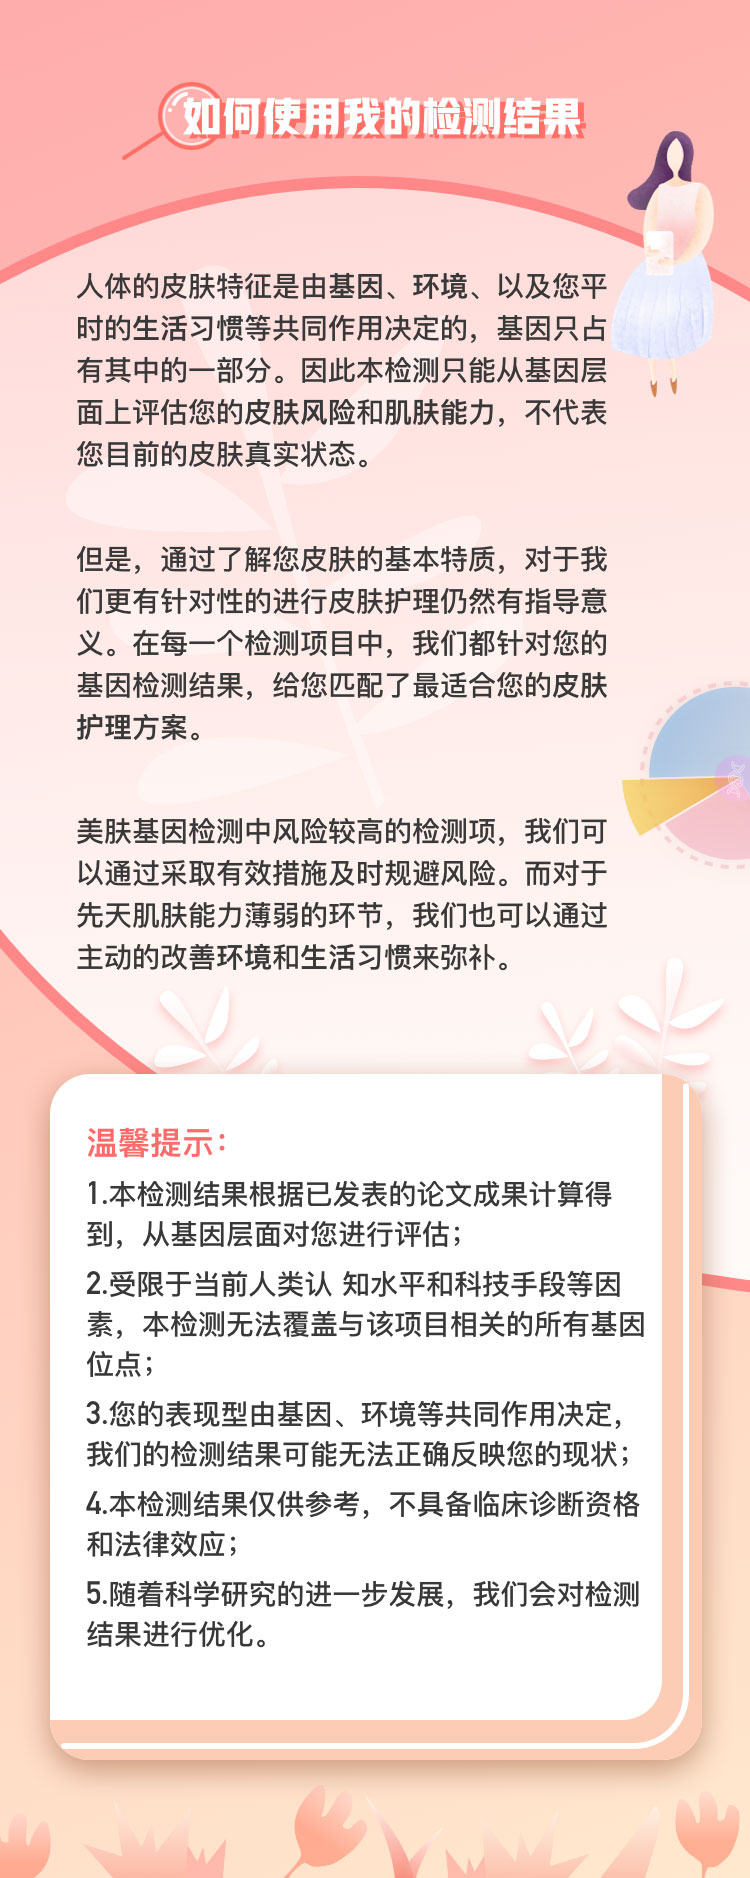 如何使用我的检测结果
人体的皮肤特征是由基因、环境、以及您平
时的生活习惯等共同作用决定的，基因只占
有其中的一部分。因此本检测只能从基因层
面上评估您的皮肤风险和肌肤能力，不代表
您目前的皮肤真实状态。
但是，通过了解您皮肤的基本特质，对于我
们更有针对性的进行皮肤护理仍然有指导意
义。在每一个检测项目中，我们都针对您的
基因检测结果，给您匹配了最适合您的皮肤
护理方案。
美肤基因检测中风险较高的检测项，我们可
以通过采取有效措施及时规避风险。而对于
先天肌肤能力薄弱的环节，我们也可以通过
主动的改善环境和生活习惯来弥补。
温馨提示：
1.本检测结果根据已发表的论文成果计算得
到，从基因层面对您进行评估；
2.受限于当前人类认 知水平和科技手段等因
素，本检测无法覆盖与该项目相关的所有基因
位点；
3.您的表现型由基因、环境等共同作用决定，
我们的检测结果可能无法正确反映您的现状；
4.本检测结果仅供参考，不具备临床诊断资格
和法律效应；
5.随着科学研究的进一步发展，我们会对检测
结果进行优化。